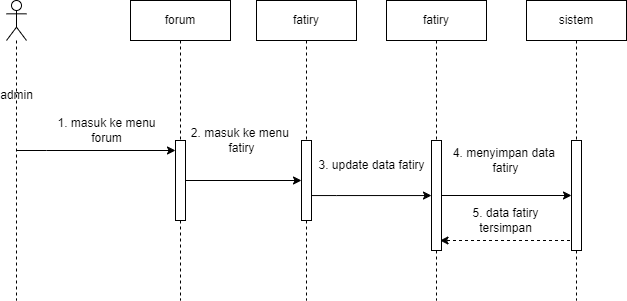 forum
fatiry
fatiry
sistem
admin
1. masuk ke menu
forum
2. masuk ke menu
fatiry
3. update data fatiry
4. menyimpan data
fatiry
5. data fatiry
tersimpan